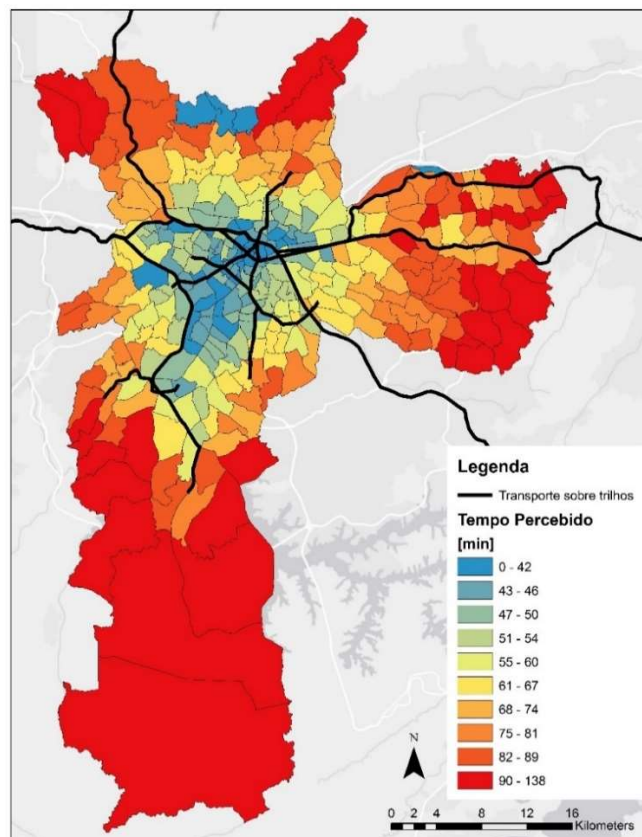 Legenda
Transporte sobre trilhos
Tempo Percebido
[min]
0 - 42
43 - 46
47 - 50
51 - 54
55 - 60
61 - 67
68 - 74
75 - 81
82 - 89
90 - 138
N
0 2 4 8 12 16
Kilometers